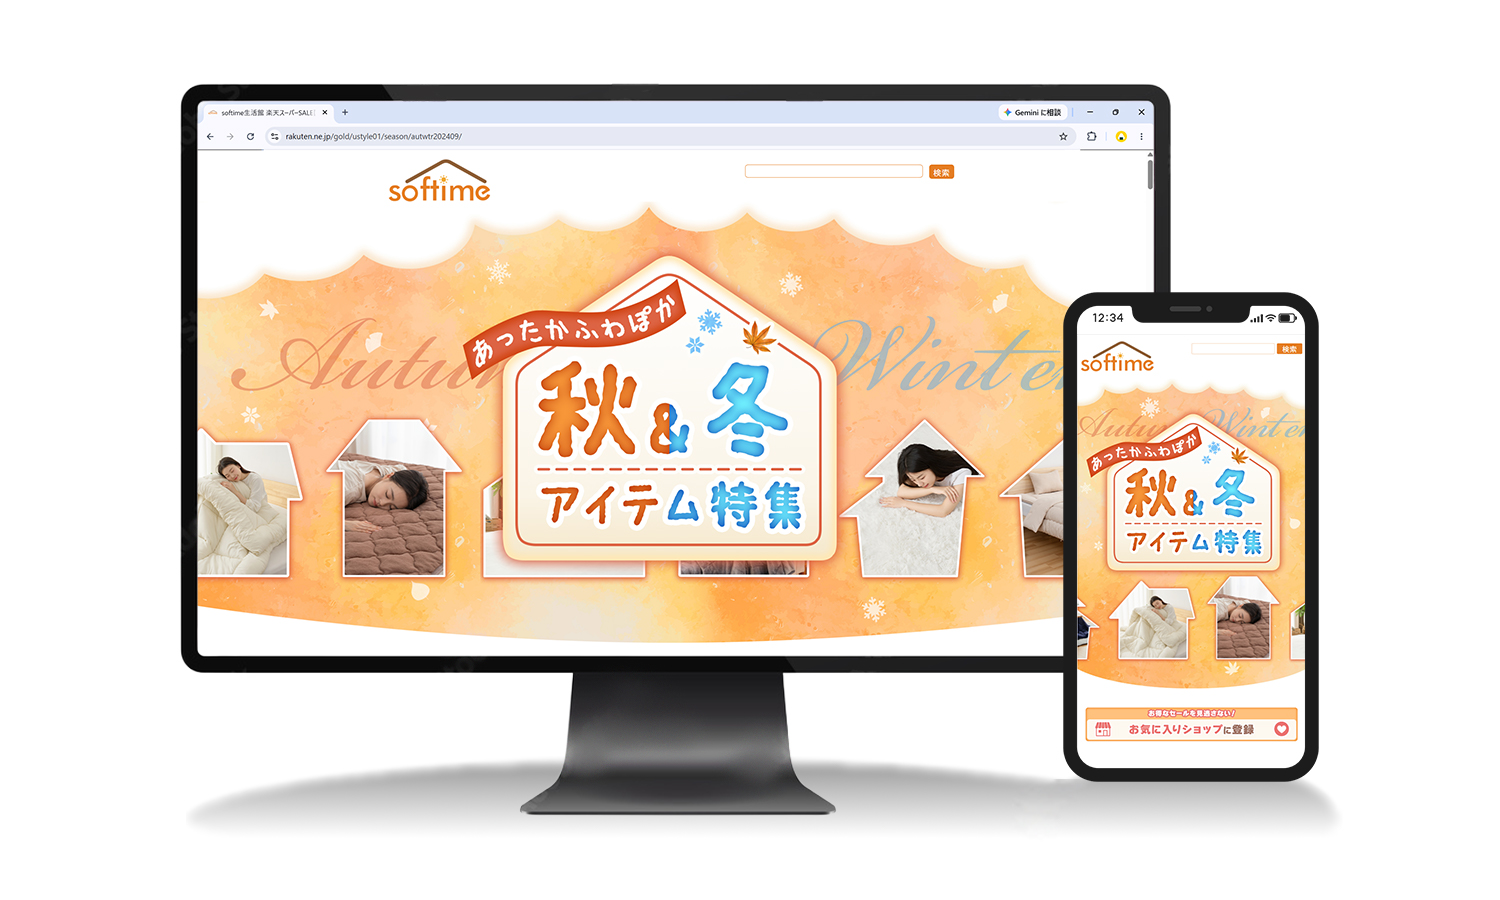 softime生活館 楽天スーパーSALE
Gemini に相談
rakuten.ne.jp/gold/ustyle01/season/autwtr202409/
softime
検索
Autumn
Winter
あったかふわぽか
秋&冬
アイテム特集
12:34
softime
検索
Autumn
Winter
あったかふわぽか
秋&冬
アイテム特集
お得なセールを見逃さない!
お気に入りショップに登録